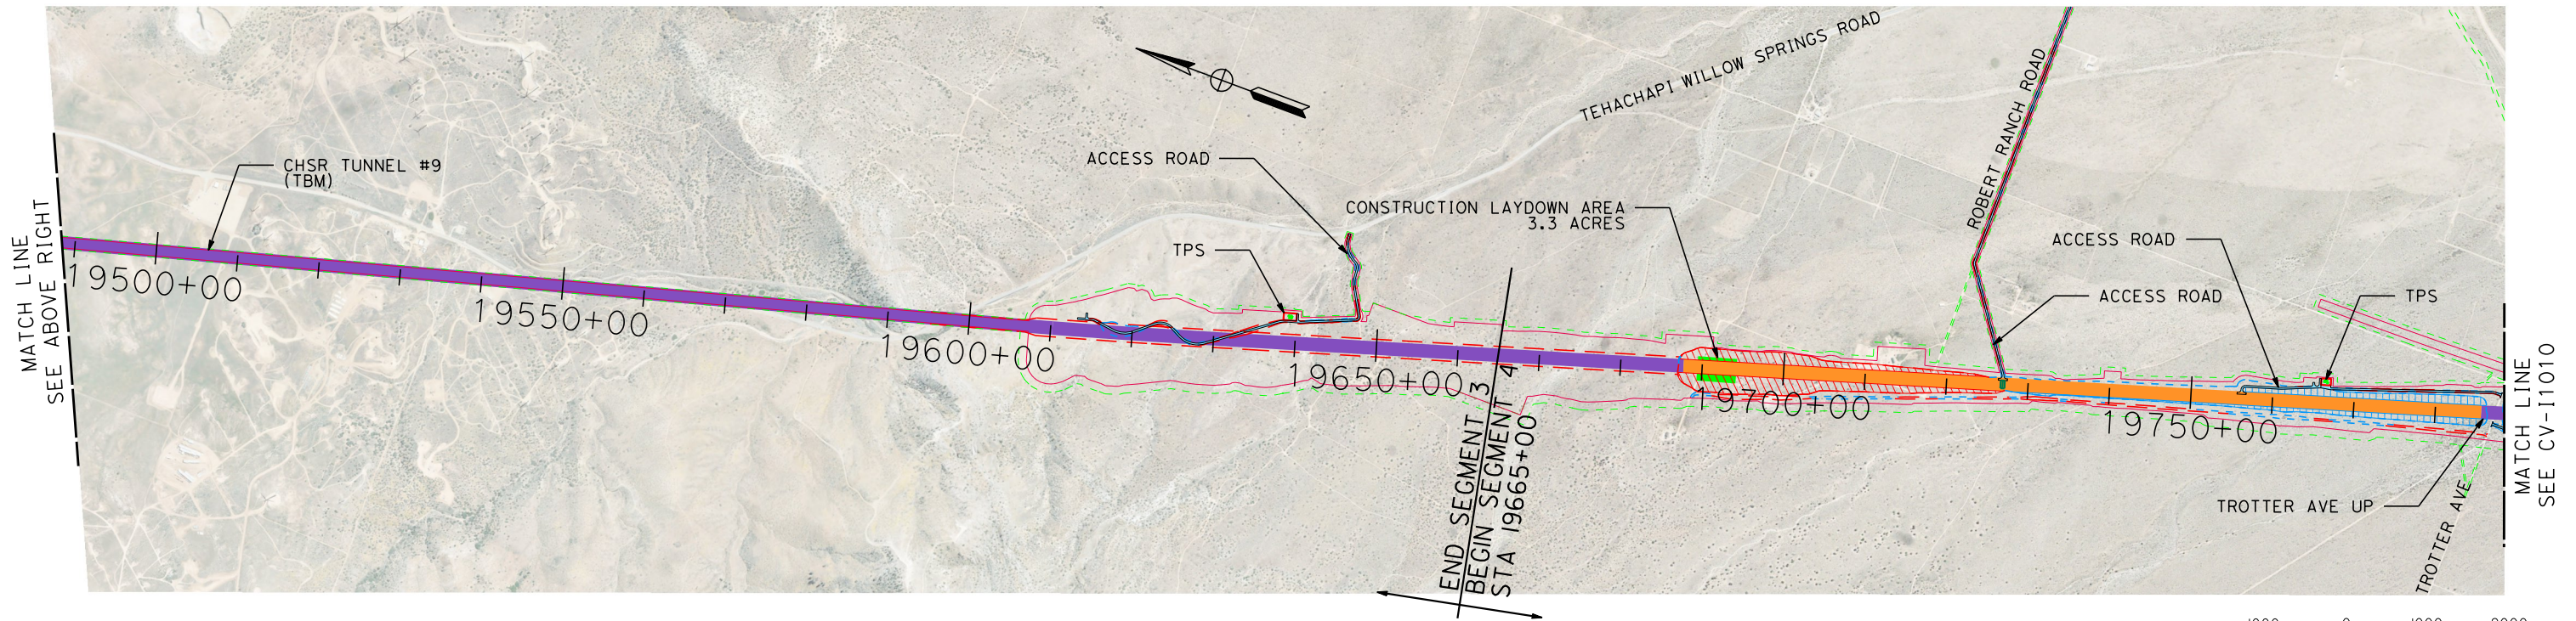 TEHACHAPI WILLOW SPRINGS ROAD
ROBERT RANCH ROAD
CHSR TUNNEL #9
(TBM)
ACCESS ROAD
CONSTRUCTION LAYDOWN AREA
3.3 ACRES
TPS
ACCESS ROAD
ACCESS ROAD
TPS
MATCH LINE
SEE ABOVE RIGHT
19500+00
19550+00
19600+00
19650+00
19700+00
19750+00
END SEGMENT 3
BEGIN SEGMENT 4
STA 19665+00
TROTTER AVE UP
TROTTER AVE
MATCH LINE
SEE CV-I1010